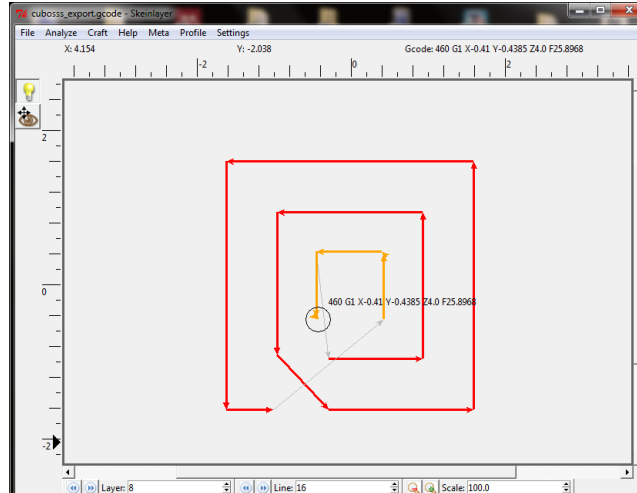 cubosss_export.gcode - Skeinlayer
File Analyze Craft Help Meta Profile Settings
X: 4.154 Y: -2.038 Gcode: 460 G1 X-0.41 Y-0.4385 Z4.0 F25.8968
-2 0 2
2
0
460 G1 X-0.41 Y-0.4385 Z4.0 F25.8968
-2
Layer: 8 Line: 16 Scale: 100.0